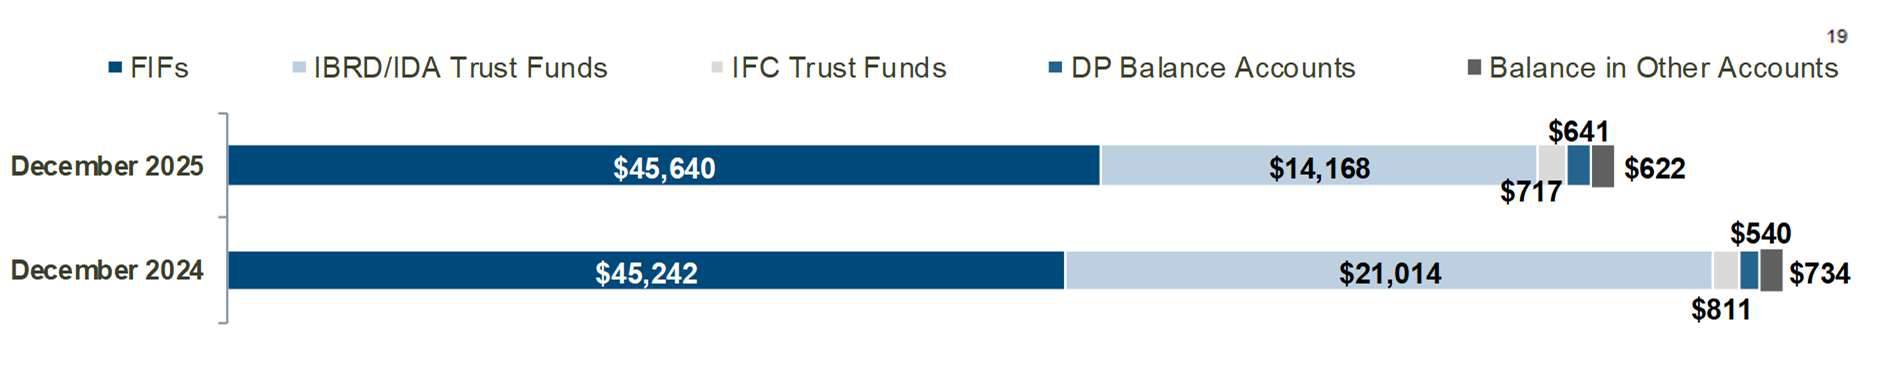 19
FIFs IBRD/IDA Trust Funds IFC Trust Funds DP Balance Accounts Balance in Other Accounts
$641
December 2025 $45,640 $14,168 $622
$717
$540
December 2024 $45,242 $21,014 $734
$811